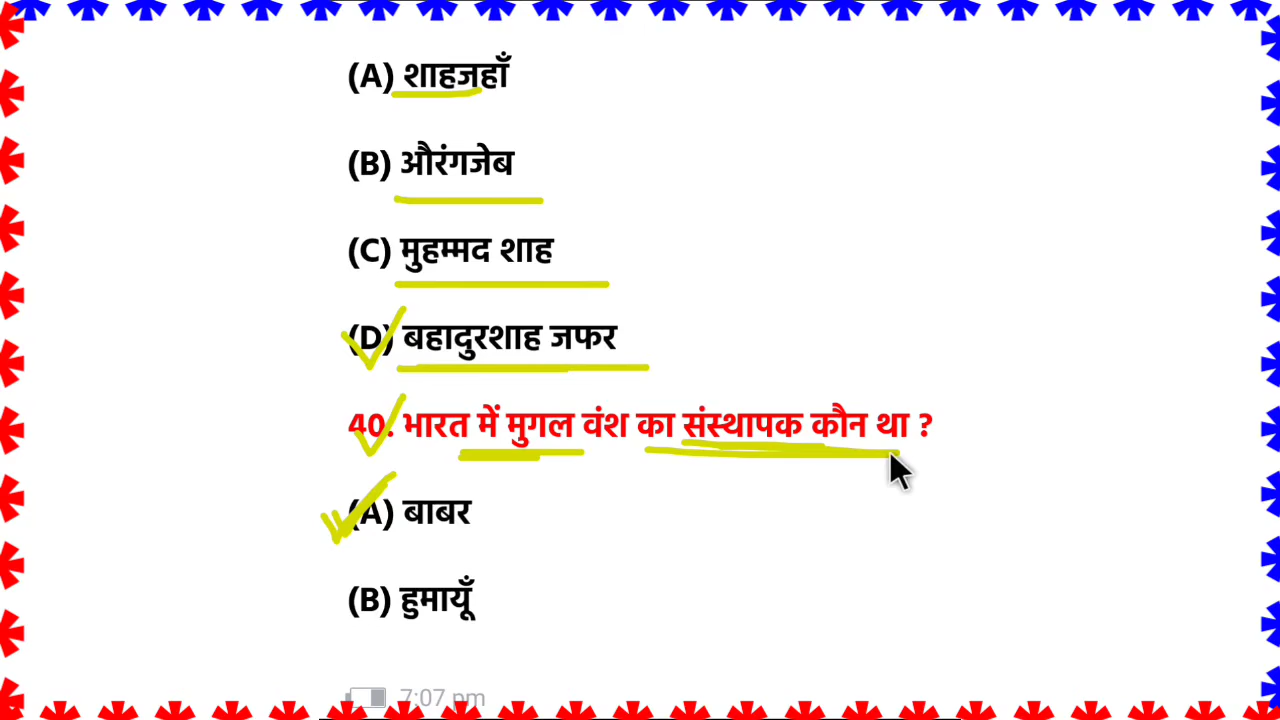 (A) शाहजहाँ
(B) औरंगजेब
(C) मुहम्मद शाह
(D) बहादुरशाह जफर
40. भारत में मुगल वंश का संस्थापक कौन था ?
(A) बाबर
(B) हुमायूँ
7:07 pm